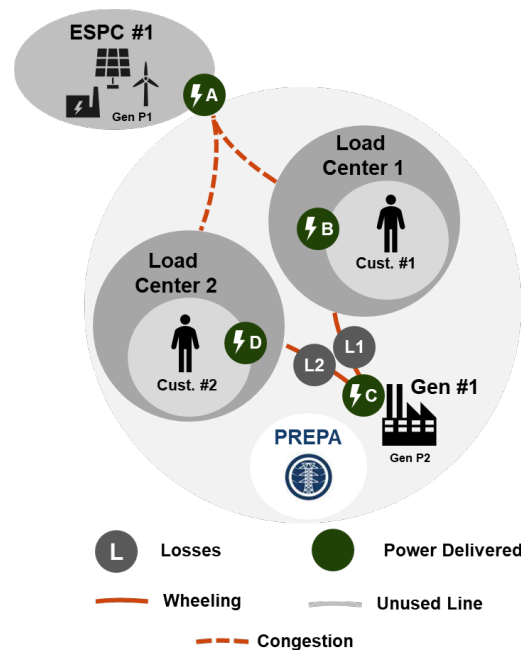 ESPC #1
Gen P1
A
Load
Center 1
B
Cust. #1
Load
Center 2
D
Cust. #2
L1
L2
C
Gen #1
Gen P2
PREPA
L
Losses
Power Delivered
Wheeling
Unused Line
Congestion